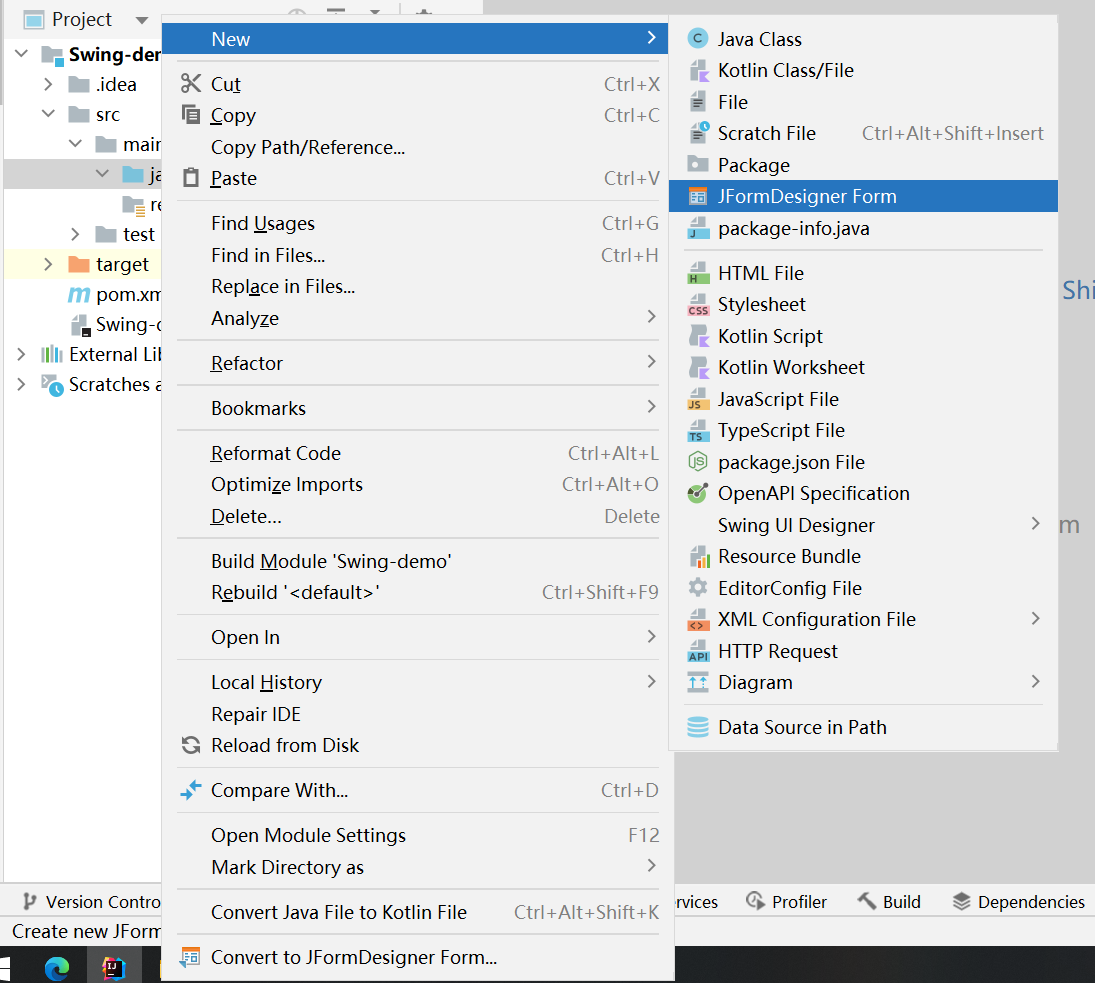 Project
Swing-der
.idea
src
main
ja
re
test
target
pom.xm
Swing-d
External Lib
Scratches a
New
Cut Ctrl+X
Copy Ctrl+C
Copy Path/Reference...
Paste Ctrl+V
Find Usages Ctrl+G
Find in Files... Ctrl+H
Replace in Files...
Analyze
Refactor
Bookmarks
Reformat Code Ctrl+Alt+L
Optimize Imports Ctrl+Alt+O
Delete... Delete
Build Module 'Swing-demo'
Rebuild '<default>' Ctrl+Shift+F9
Open In
Local History
Repair IDE
Reload from Disk
Compare With... Ctrl+D
Open Module Settings F12
Mark Directory as
Convert Java File to Kotlin File Ctrl+Alt+Shift+K
Convert to JFormDesigner Form...
Java Class
Kotlin Class/File
File
Scratch File Ctrl+Alt+Shift+Insert
Package
JFormDesigner Form
package-info.java
HTML File
Stylesheet
Kotlin Script
Kotlin Worksheet
JavaScript File
TypeScript File
package.json File
OpenAPI Specification
Swing UI Designer
Resource Bundle
EditorConfig File
XML Configuration File
HTTP Request
Diagram
Data Source in Path
Shi
m
Version Contro
rvices
Profiler
Build
Dependencies
Create new JForm